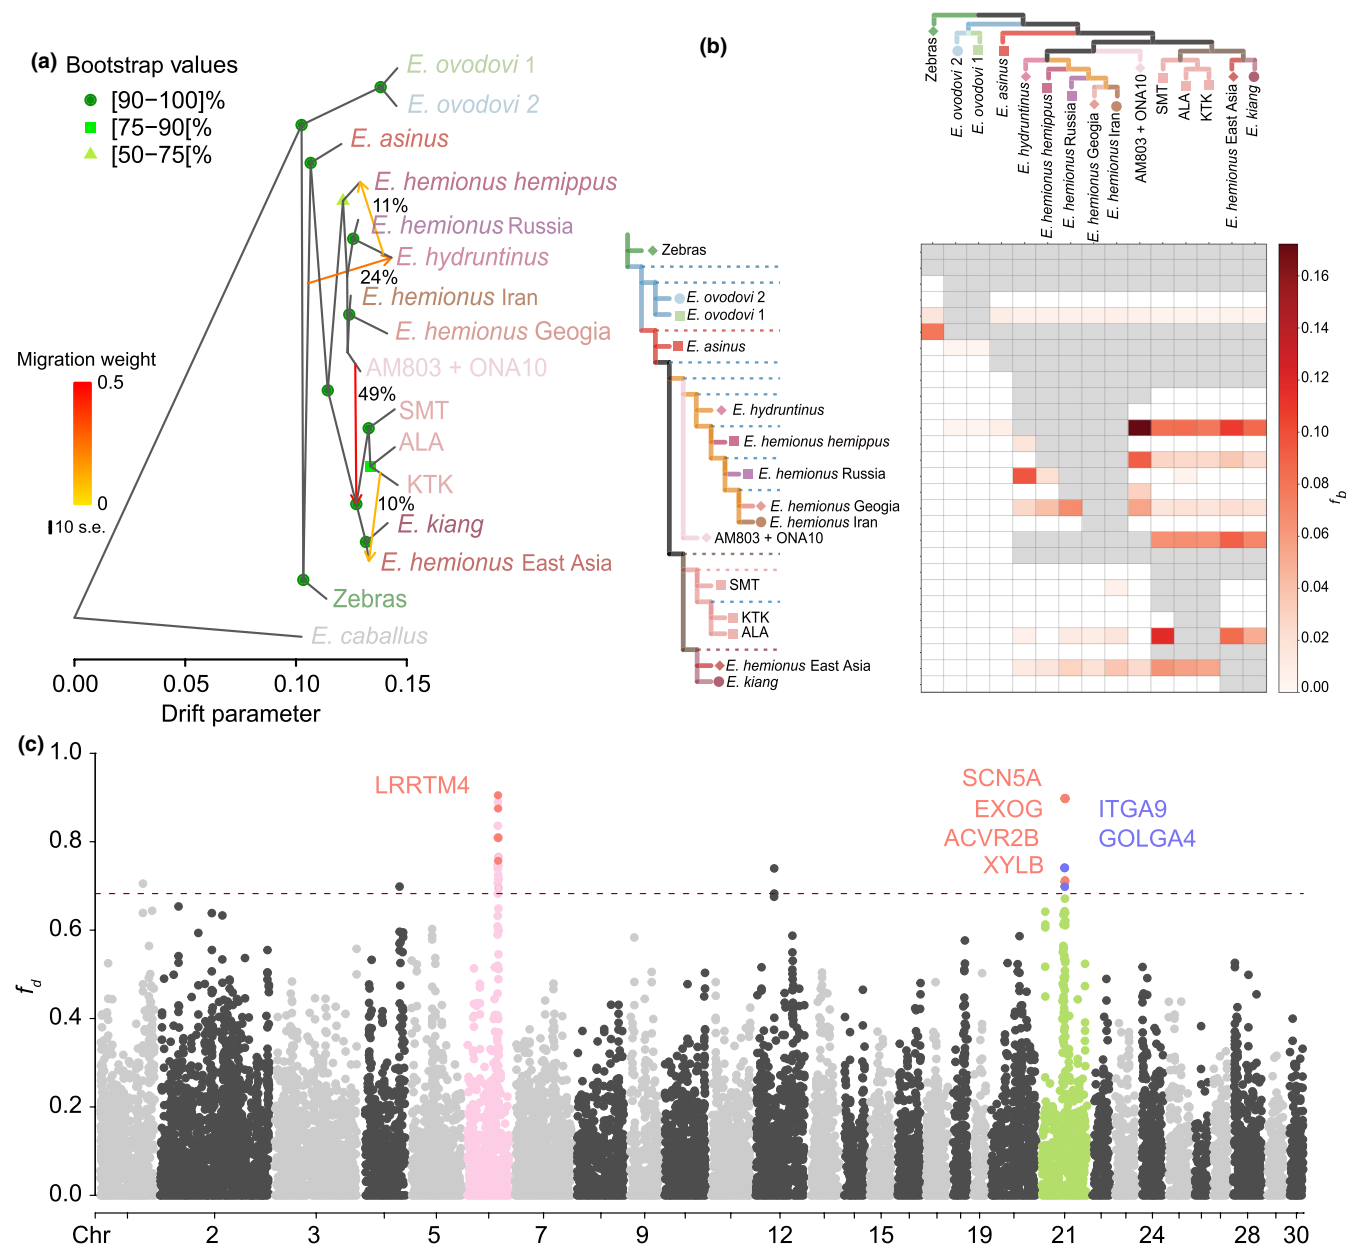 (a)
Bootstrap values
[90−100]%
[75−90[%
[50−75[%
E. ovodovi 1
E. ovodovi 2
E. asinus
E. hemionus hemippus
11%
E. hemionus Russia
E. hydruntinus
24%
E. hemionus Iran
E. hemionus Geogia
AM803 + ONA10
49%
SMT
ALA
KTK
10%
E. kiang
E. hemionus East Asia
Zebras
E. caballus
Migration weight
0.5
0
10 s.e.
0.00 0.05 0.10 0.15
Drift parameter
(b)
Zebras
E. ovodovi 2
E. ovodovi 1
E. asinus
E. hydruntinus
E. hemionus hemippus
E. hemionus Russia
E. hemionus Geogia
E. hemionus Iran
AM803 + ONA10
SMT
ALA
KTK
E. hemionus East Asia
E. kiang
Zebras
E. ovodovi 2
E. ovodovi 1
E. asinus
E. hydruntinus
E. hemionus hemippus
E. hemionus Russia
E. hemionus Geogia
E. hemionus Iran
AM803 + ONA10
SMT
KTK
ALA
E. hemionus East Asia
E. kiang
0.16
0.14
0.12
0.10
0.08
0.06
0.04
0.02
0.00
fb
(c)
1.0
0.8
0.6
0.4
0.2
0.0
fd
LRRTM4
SCN5A
EXOG
ACVR2B
XYLB
ITGA9
GOLGA4
Chr 2 3 5 7 9 12 15 19 21 24 28 30